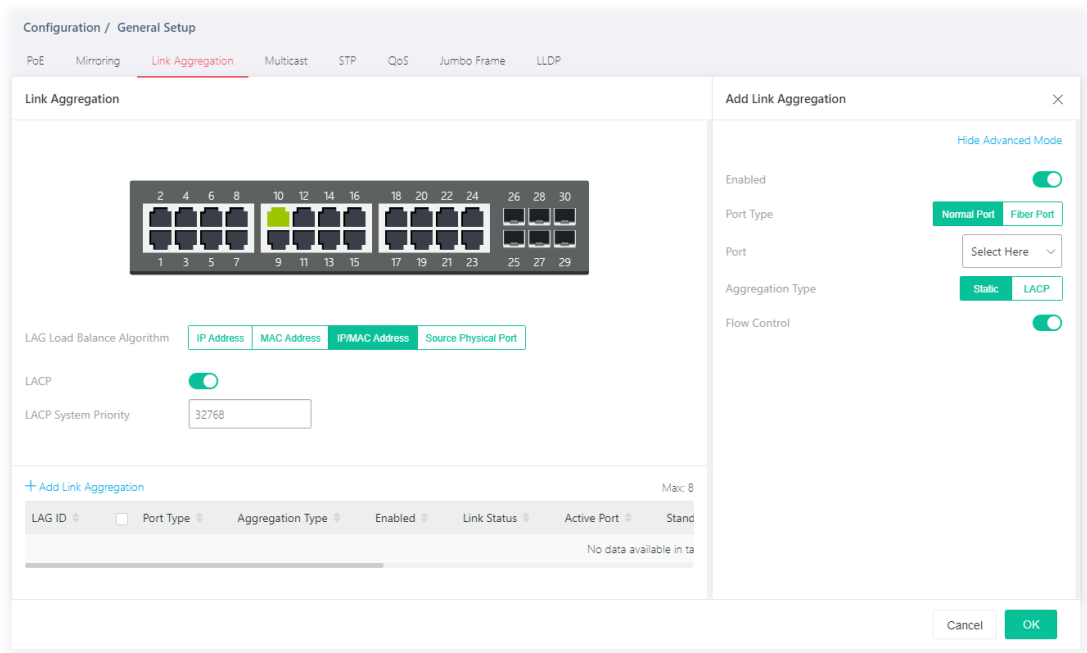 Configuration / General Setup
PoE Mirroring Link Aggregation Multicast STP QoS Jumbo Frame LLDP
Link Aggregation
2 4 6 8 10 12 14 16 18 20 22 24 26 28 30
1 3 5 7 9 11 13 15 17 19 21 23 25 27 29
LAG Load Balance Algorithm IP Address MAC Address IP/MAC Address Source Physical Port
LACP
LACP System Priority 32768
+ Add Link Aggregation Max: 8
LAG ID Port Type Aggregation Type Enabled Link Status Active Port Stand
No data available in ta
Add Link Aggregation
Hide Advanced Mode
Enabled
Port Type Normal Port Fiber Port
Port Select Here
Aggregation Type Static LACP
Flow Control
Cancel OK